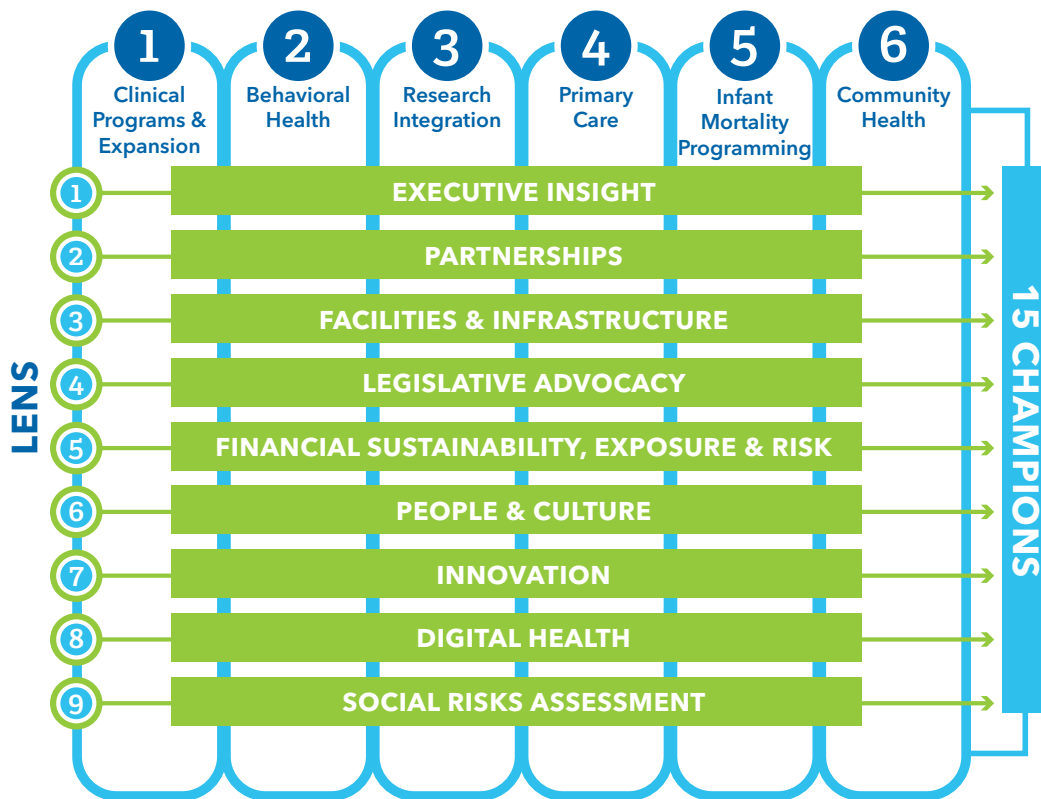 1
Clinical
Programs &
Expansion
2
Behavioral
Health
3
Research
Integration
4
Primary
Care
5
Infant
Mortality
Programming
6
Community
Health
LENS
1
EXECUTIVE INSIGHT
2
PARTNERSHIPS
3
FACILITIES & INFRASTRUCTURE
4
LEGISLATIVE ADVOCACY
5
FINANCIAL SUSTAINABILITY, EXPOSURE & RISK
6
PEOPLE & CULTURE
7
INNOVATION
8
DIGITAL HEALTH
9
SOCIAL RISKS ASSESSMENT
15 CHAMPIONS